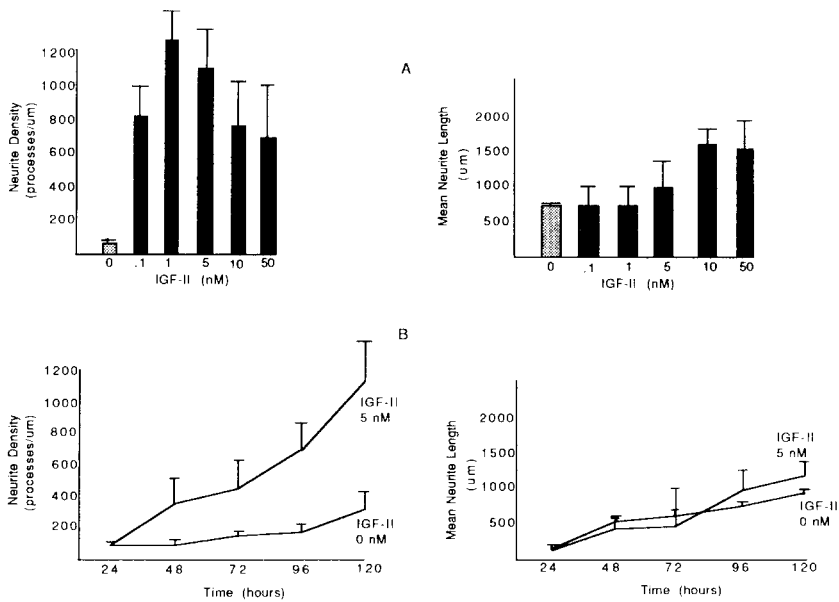 A
Neurite Density
(processes/um)
1200
1000
800
600
400
200
0 .1 1 5 10 50
IGF-II (nM)
Mean Neurite Length
(um)
2000
1500
1000
500
0 .1 1 5 10 50
IGF-II (nM)
B
Neurite Density
(processes/um)
1200
1000
800
600
400
200
IGF-II
5 nM
IGF-II
0 nM
24 48 72 96 120
Time (hours)
Mean Neurite Length
(um)
2000
1500
1000
500
IGF-II
5 nM
IGF-II
0 nM
24 48 72 96 120
Time (hours)